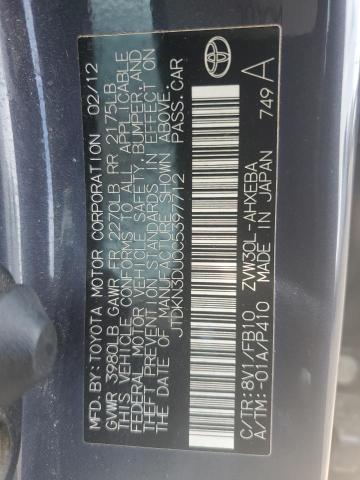 MFD.BY:TOYOTA MOTOR CORPORATION 02/12
GVWR 3980LB GAWR FR 2270LB RR 2175LB
THIS VEHICLE CONFORMS TO ALL APPLICABLE
FEDERAL MOTOR VEHICLE SAFETY, BUMPER, AND
THEFT PREVENTION STANDARDS IN EFFECT ON
THE DATE OF MANUFACTURE SHOWN ABOVE.
JTDKN3DU0C5397712 PASS.CAR
C/TR:8V1/FB10 ZVW30L-AHXEBA
A/TM:-01A/P410 MADE IN JAPAN 749 A